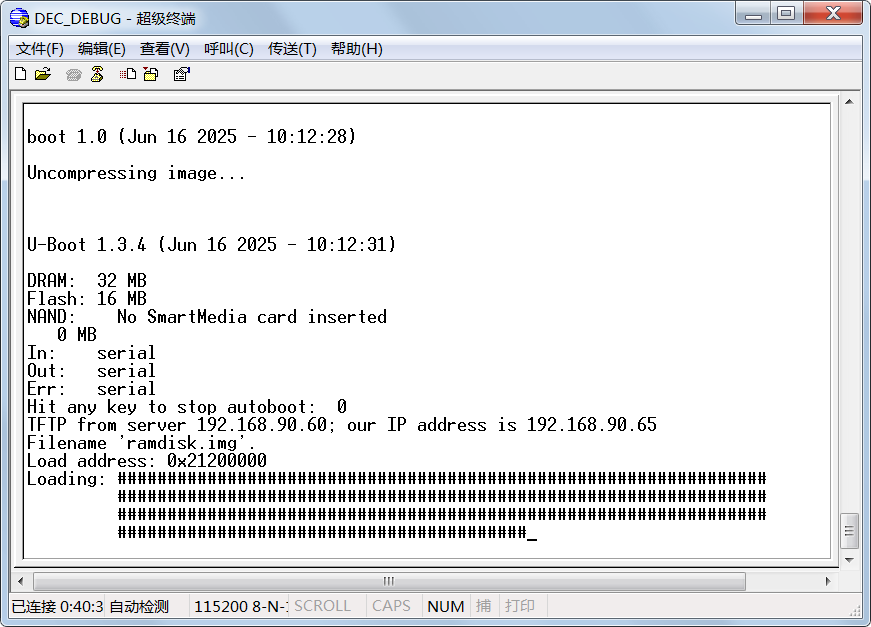 DEC_DEBUG - 超级终端
文件(F) 编辑(E) 查看(V) 呼叫(C) 传送(T) 帮助(H)
boot 1.0 (Jun 16 2025 - 10:12:28)
Uncompressing image...
U-Boot 1.3.4 (Jun 16 2025 - 10:12:31)
DRAM:  32 MB
Flash: 16 MB
NAND:    No SmartMedia card inserted
   0 MB
In:    serial
Out:   serial
Err:   serial
Hit any key to stop autoboot:  0
TFTP from server 192.168.90.60; our IP address is 192.168.90.65
Filename 'ramdisk.img'.
Load address: 0x21200000
Loading: #################################################################
         #################################################################
         #################################################################
         #########################################_
已连接 0:40:3 自动检测 115200 8-N- SCROLL CAPS NUM 捕 打印